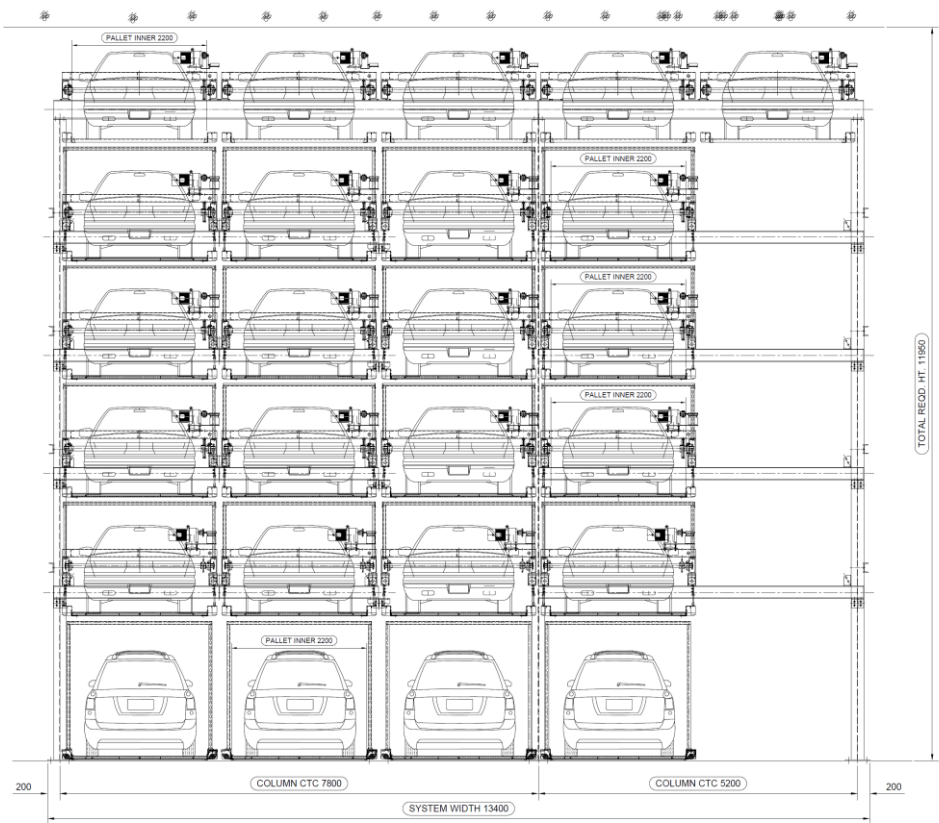 PALLET INNER 2200
PALLET INNER 2200
PALLET INNER 2200
TOTAL REQD. HT. 11950
PALLET INNER 2200
PALLET INNER 2200
200
COLUMN CTC 7800
COLUMN CTC 5200
200
SYSTEM WIDTH 13400